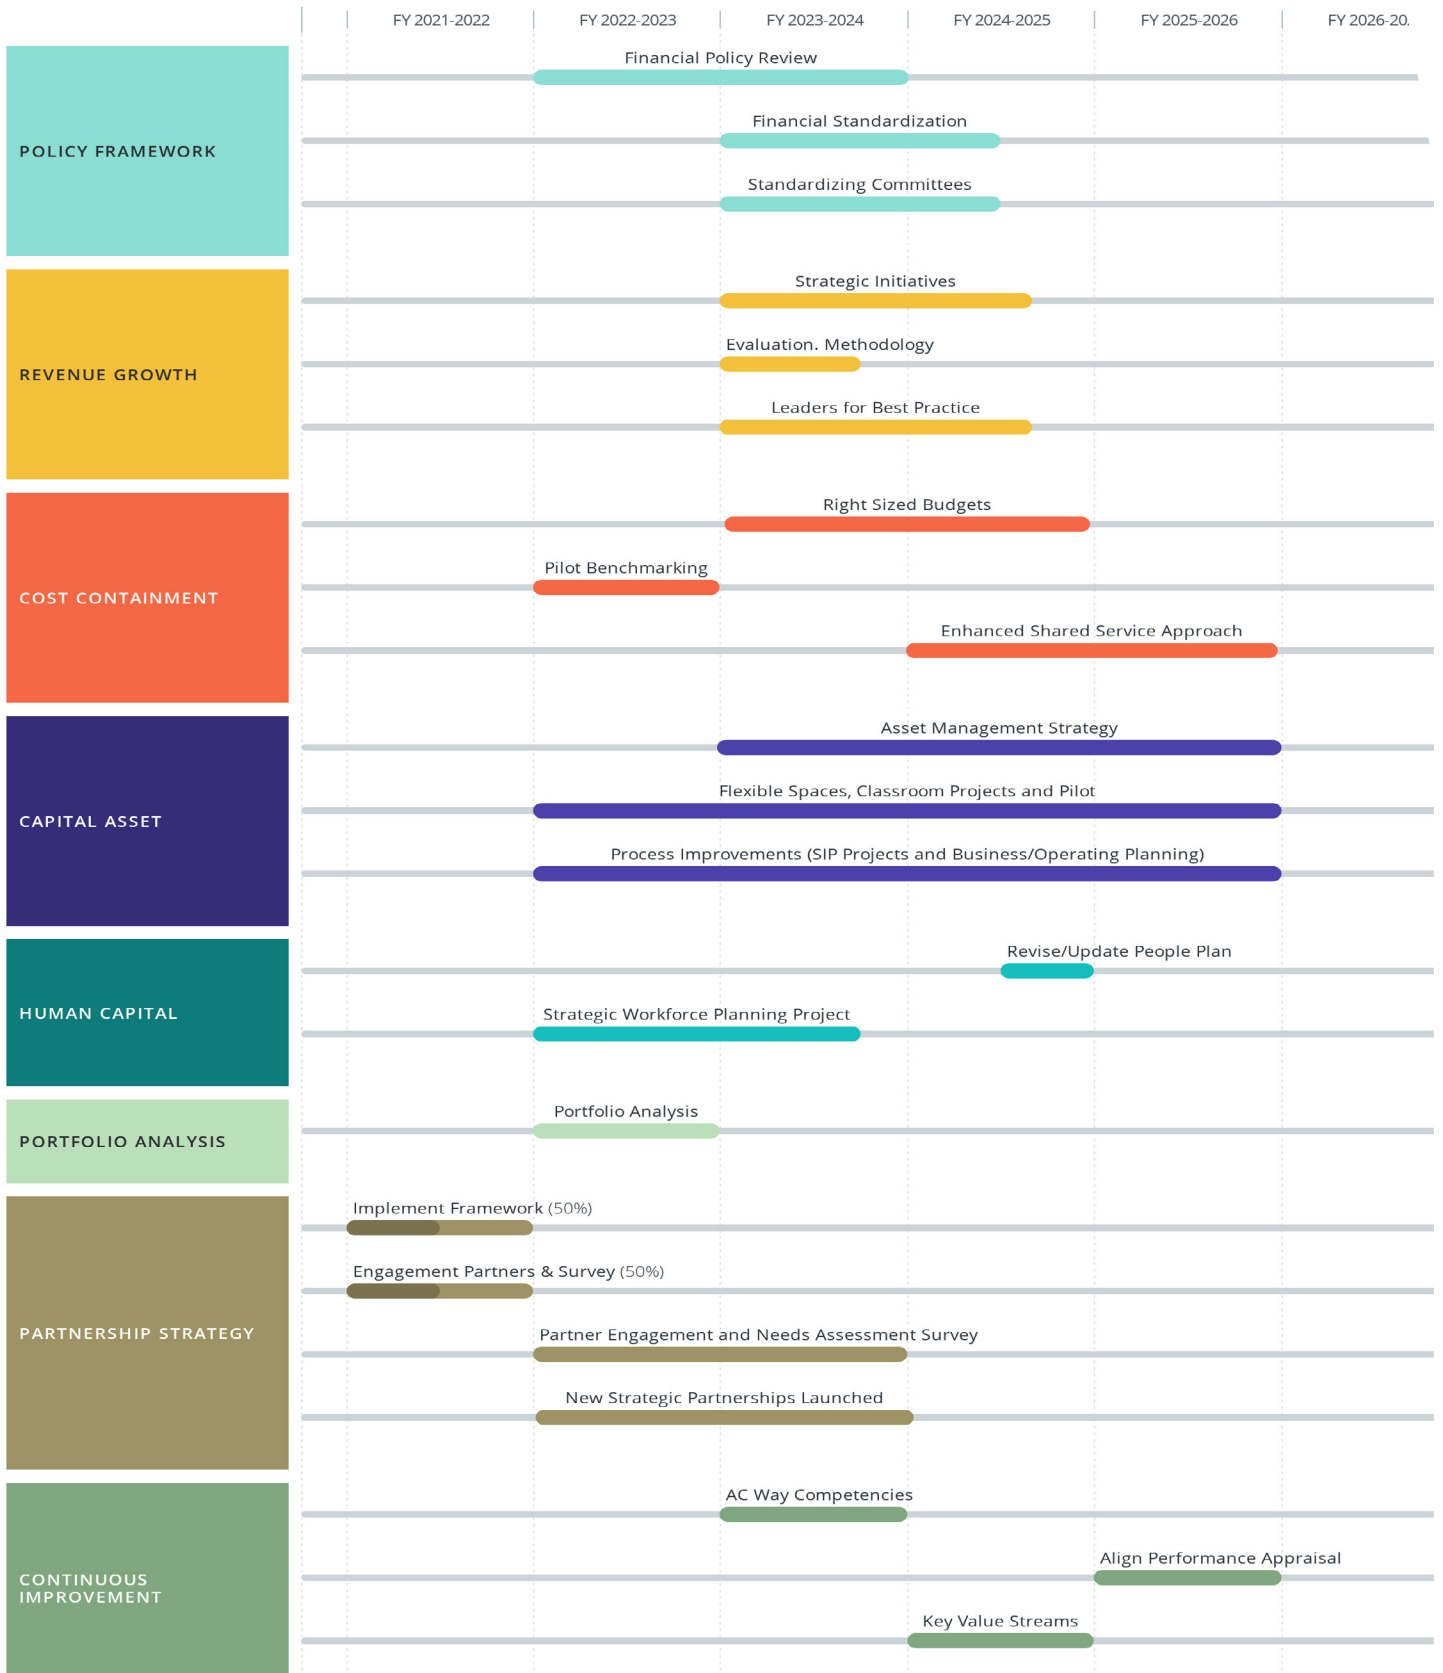 FY 2021-2022 FY 2022-2023 FY 2023-2024 FY 2024-2025 FY 2025-2026 FY 2026-20.
POLICY FRAMEWORK
Financial Policy Review
Financial Standardization
Standardizing Committees
REVENUE GROWTH
Strategic Initiatives
Evaluation. Methodology
Leaders for Best Practice
COST CONTAINMENT
Right Sized Budgets
Pilot Benchmarking
Enhanced Shared Service Approach
CAPITAL ASSET
Asset Management Strategy
Flexible Spaces, Classroom Projects and Pilot
Process Improvements (SIP Projects and Business/Operating Planning)
HUMAN CAPITAL
Revise/Update People Plan
Strategic Workforce Planning Project
PORTFOLIO ANALYSIS
Portfolio Analysis
PARTNERSHIP STRATEGY
Implement Framework (50%)
Engagement Partners & Survey (50%)
Partner Engagement and Needs Assessment Survey
New Strategic Partnerships Launched
CONTINUOUS
IMPROVEMENT
AC Way Competencies
Align Performance Appraisal
Key Value Streams